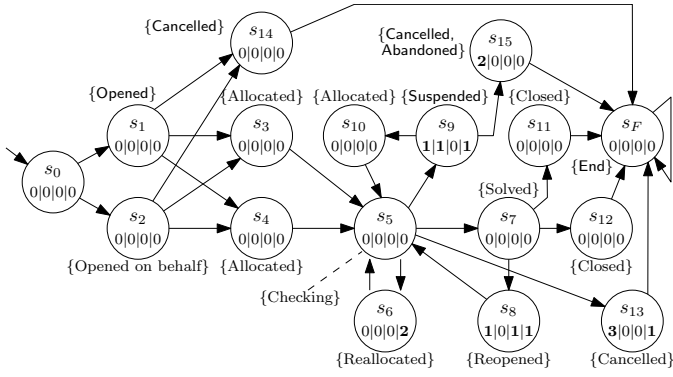 {Cancelled}
s14
0|0|0|0
{Cancelled,
Abandoned}
s15
2|0|0|0
{Opened}
{Allocated}
{Allocated}
{Suspended}
{Closed}
s1
0|0|0|0
s3
0|0|0|0
s10
0|0|0|0
s9
1|1|0|1
s11
0|0|0|0
sF
0|0|0|0
{End}
s0
0|0|0|0
{Solved}
s2
0|0|0|0
s4
0|0|0|0
s5
0|0|0|0
s7
0|0|0|0
s12
0|0|0|0
{Opened on behalf}
{Allocated}
{Closed}
{Checking}
s6
0|0|0|2
s8
1|0|1|1
s13
3|0|0|1
{Reallocated}
{Reopened}
{Cancelled}